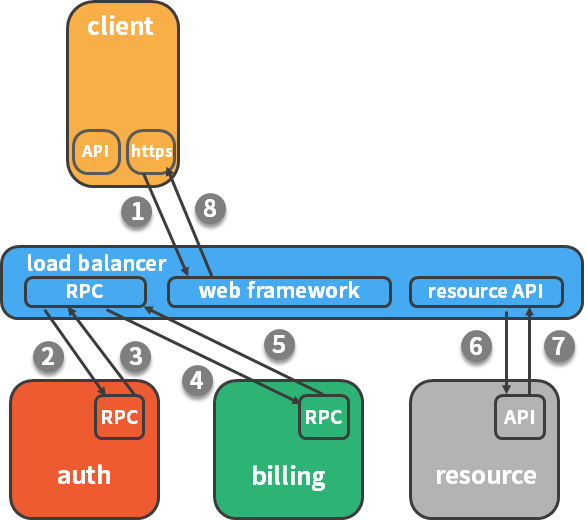 client
API
https
1
8
load balancer
RPC
web framework
resource API
2
3
4
5
6
7
RPC
auth
RPC
billing
API
resource